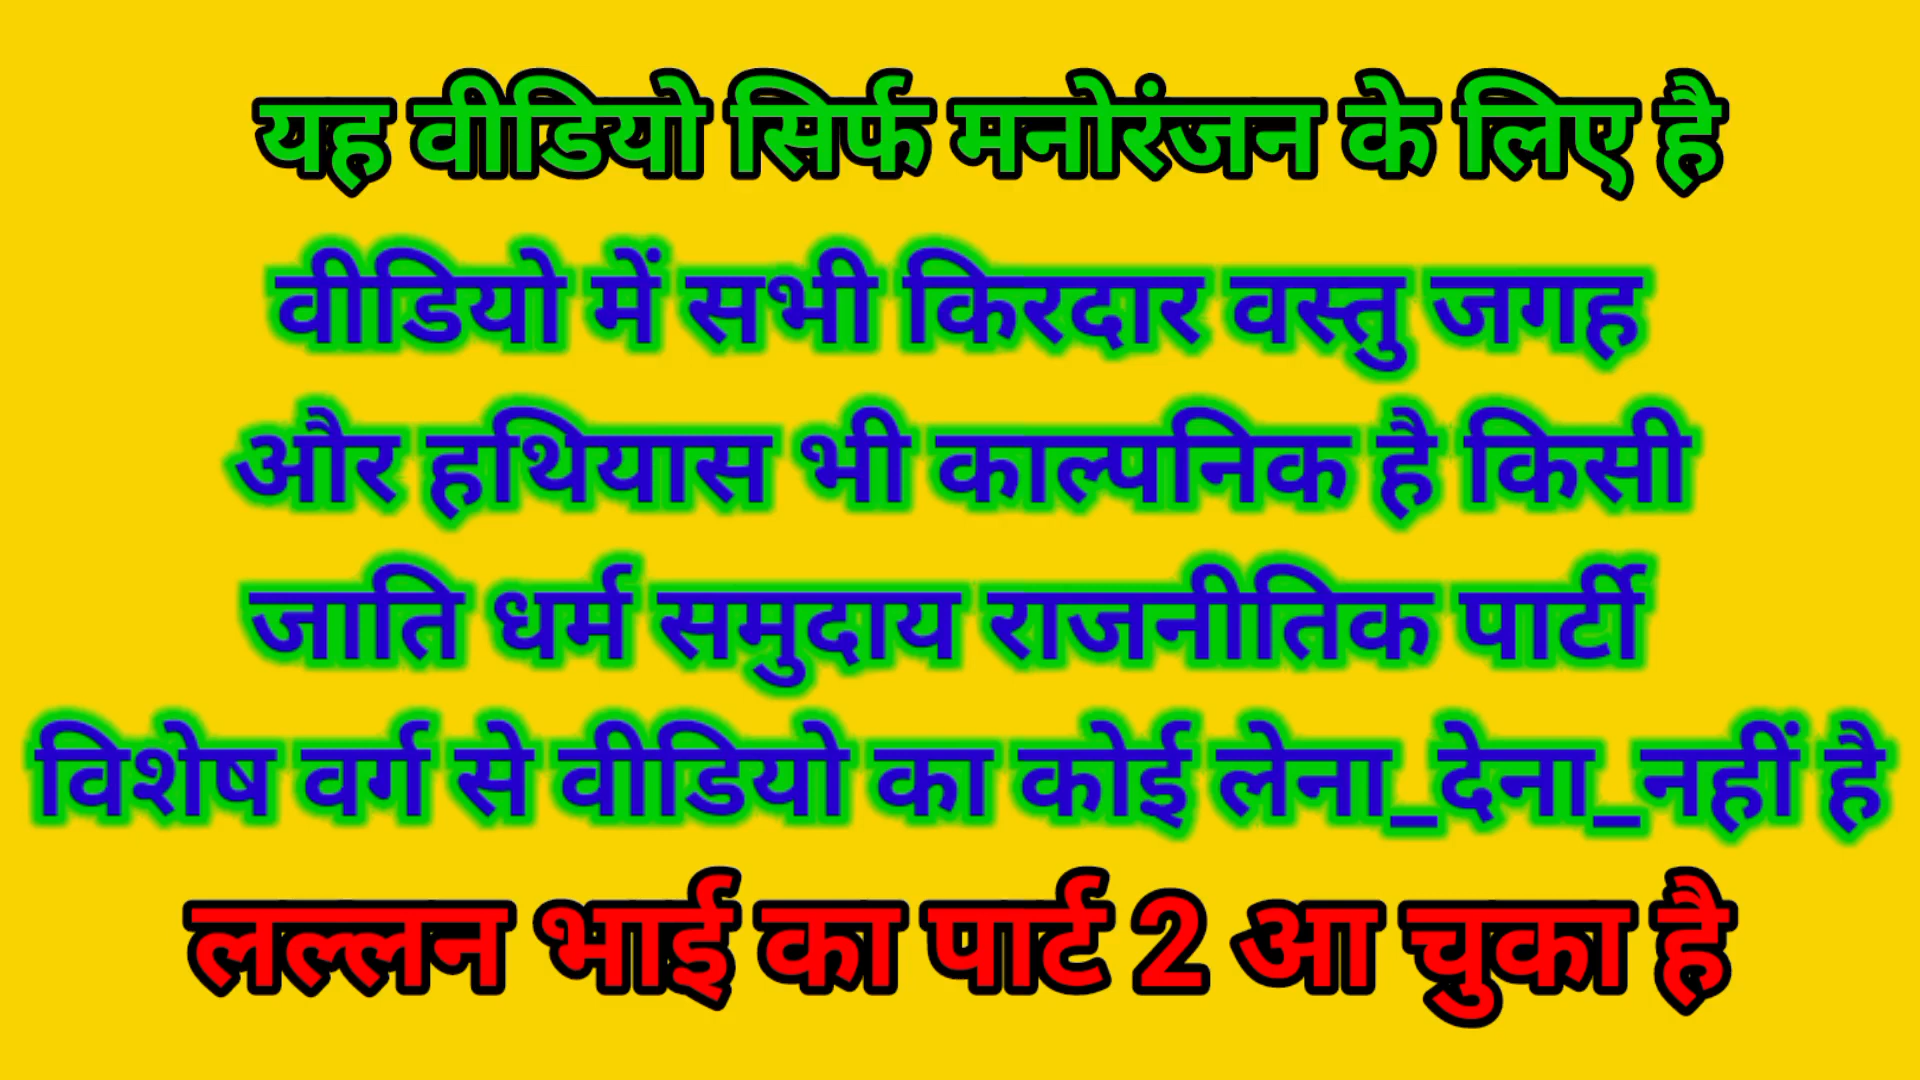 यह वीडियो सिर्फ मनोरंजन के लिए है
वीडियो में सभी किरदार वस्तु जगह
और हथियास भी काल्पनिक है किसी
जाति धर्म समुदाय राजनीतिक पार्टी
विशेष वर्ग से वीडियो का कोई लेना_देना_नहीं है
लल्लन भाई का पार्ट 2 आ चुका है